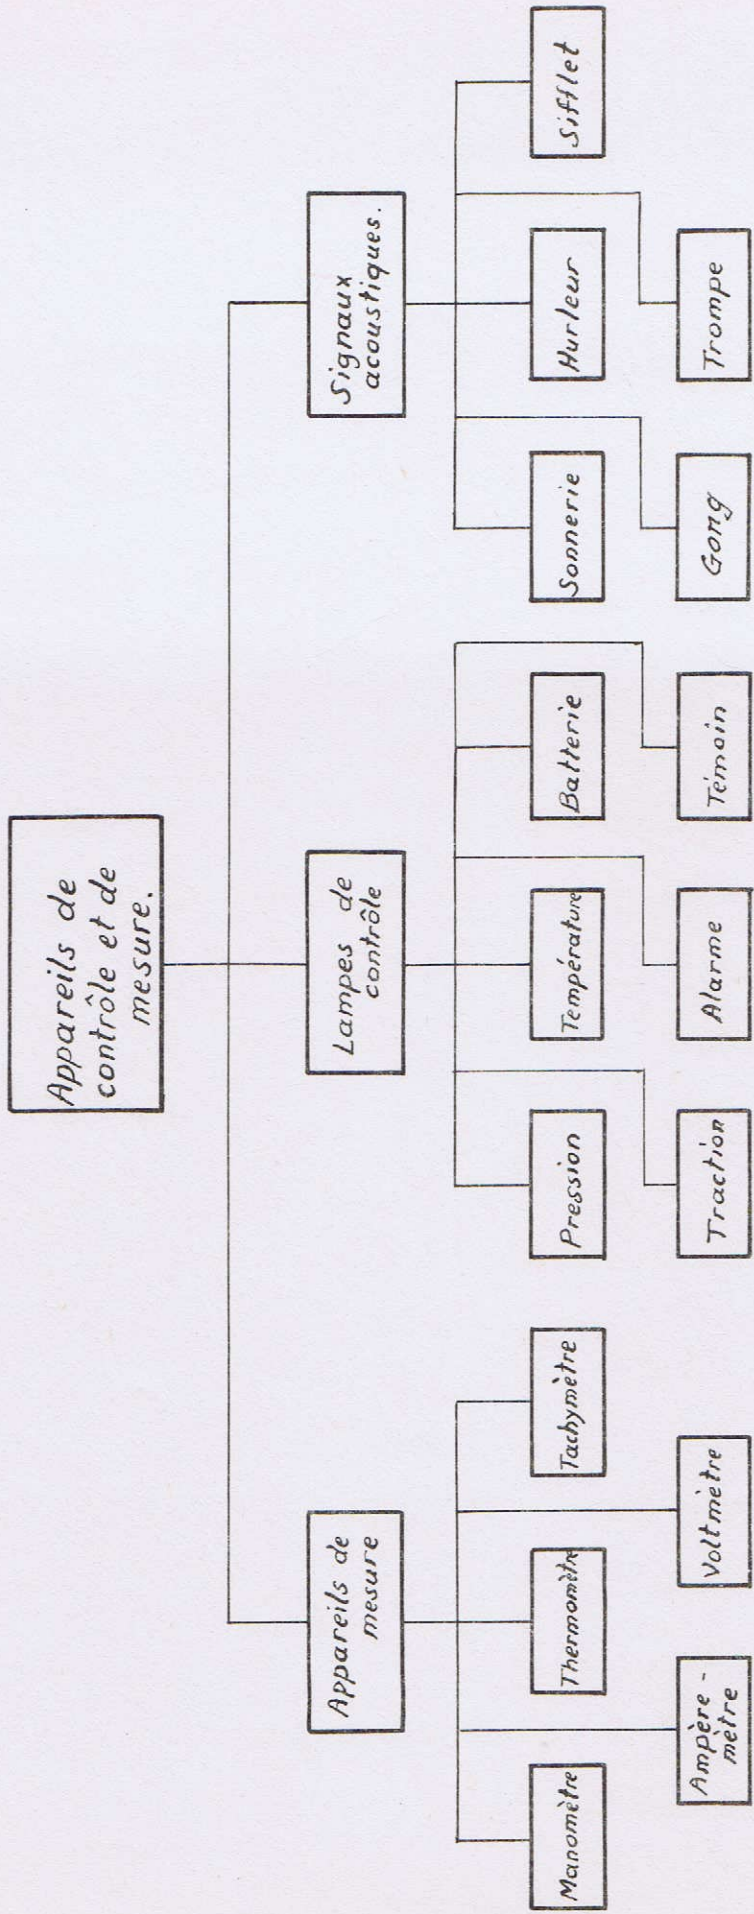 Appareils de
contrôle et de
mesure.
Appareils de
mesure
Lampes de
contrôle
Signaux
acoustiques.
Manomètre
Thermomètre
Tachymètre
Pression
Température
Batterie
Sonnerie
Hurleur
Sifflet
Ampère-
mètre
Voltmètre
Traction
Alarme
Témoin
Gong
Trompe